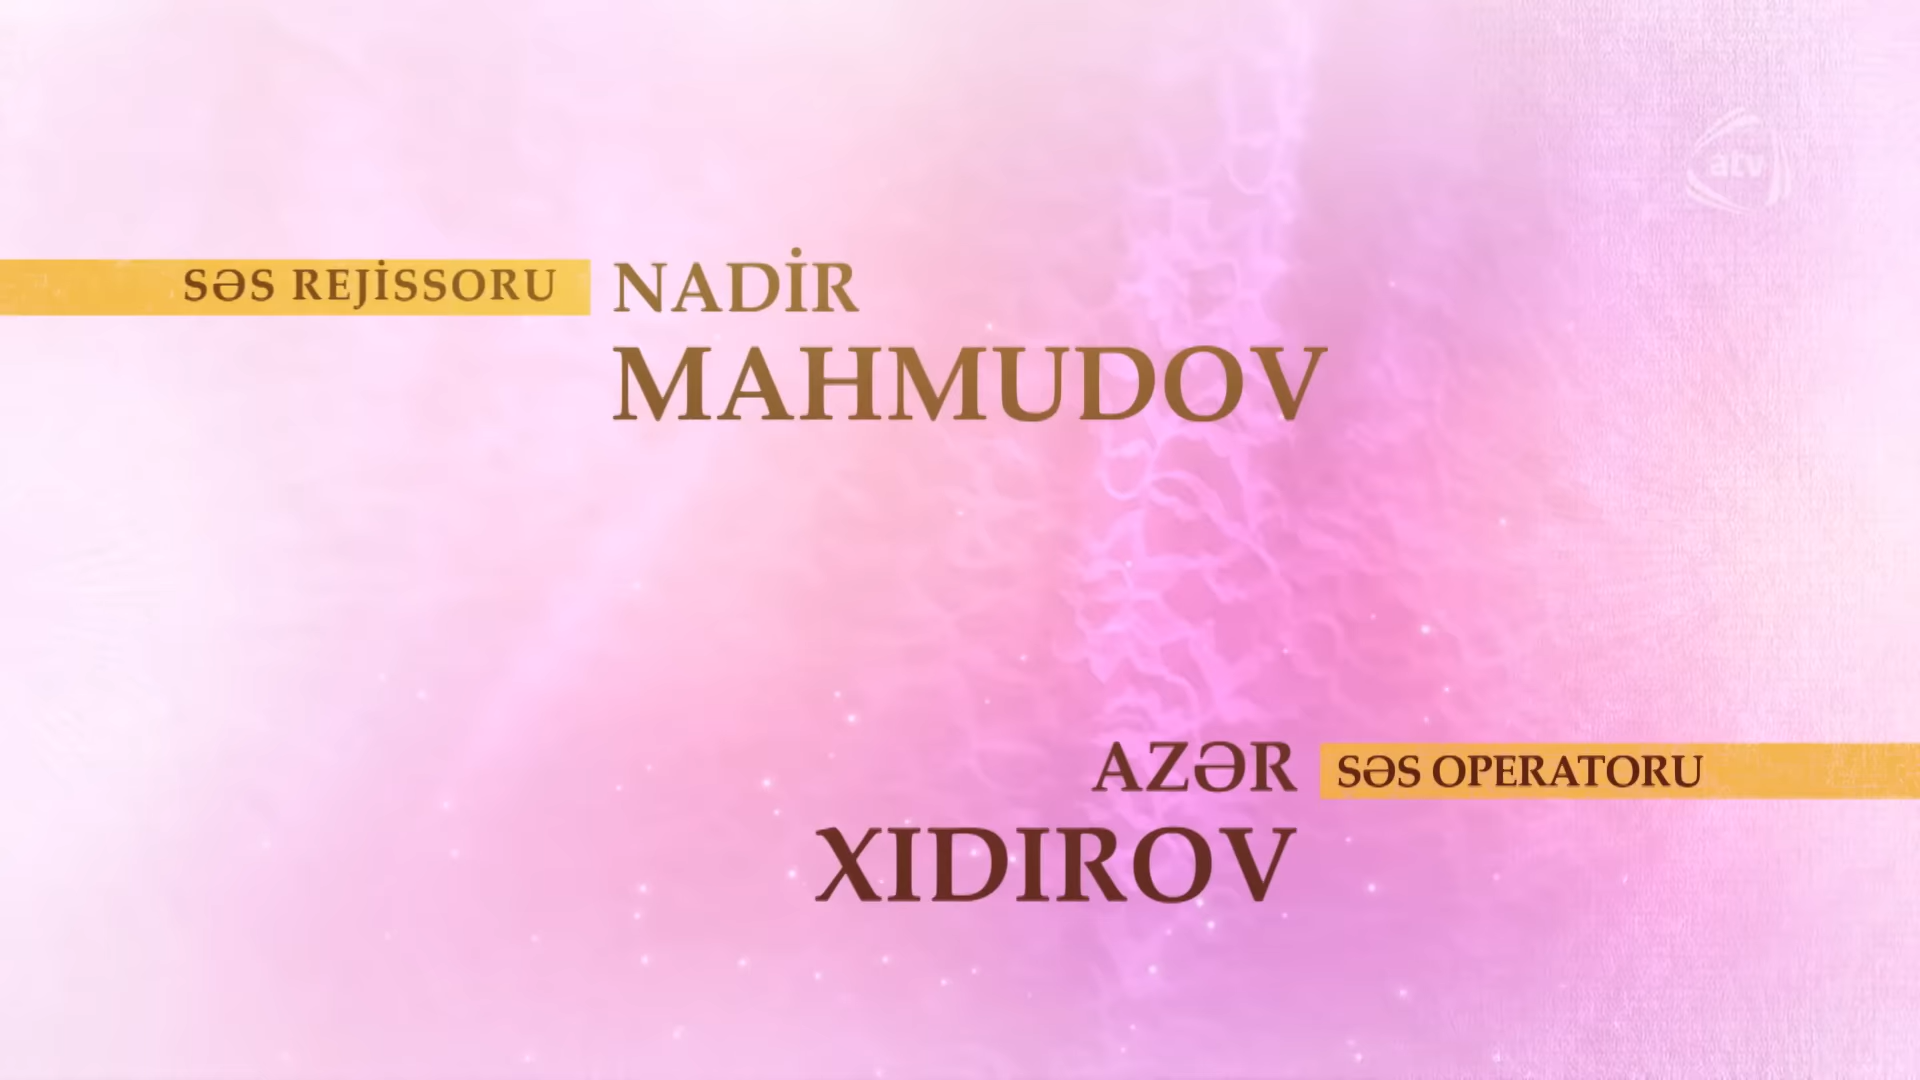 atv
SƏS REJİSSORU
NADİR
MAHMUDOV
AZƏR
SƏS OPERATORU
XIDIROV